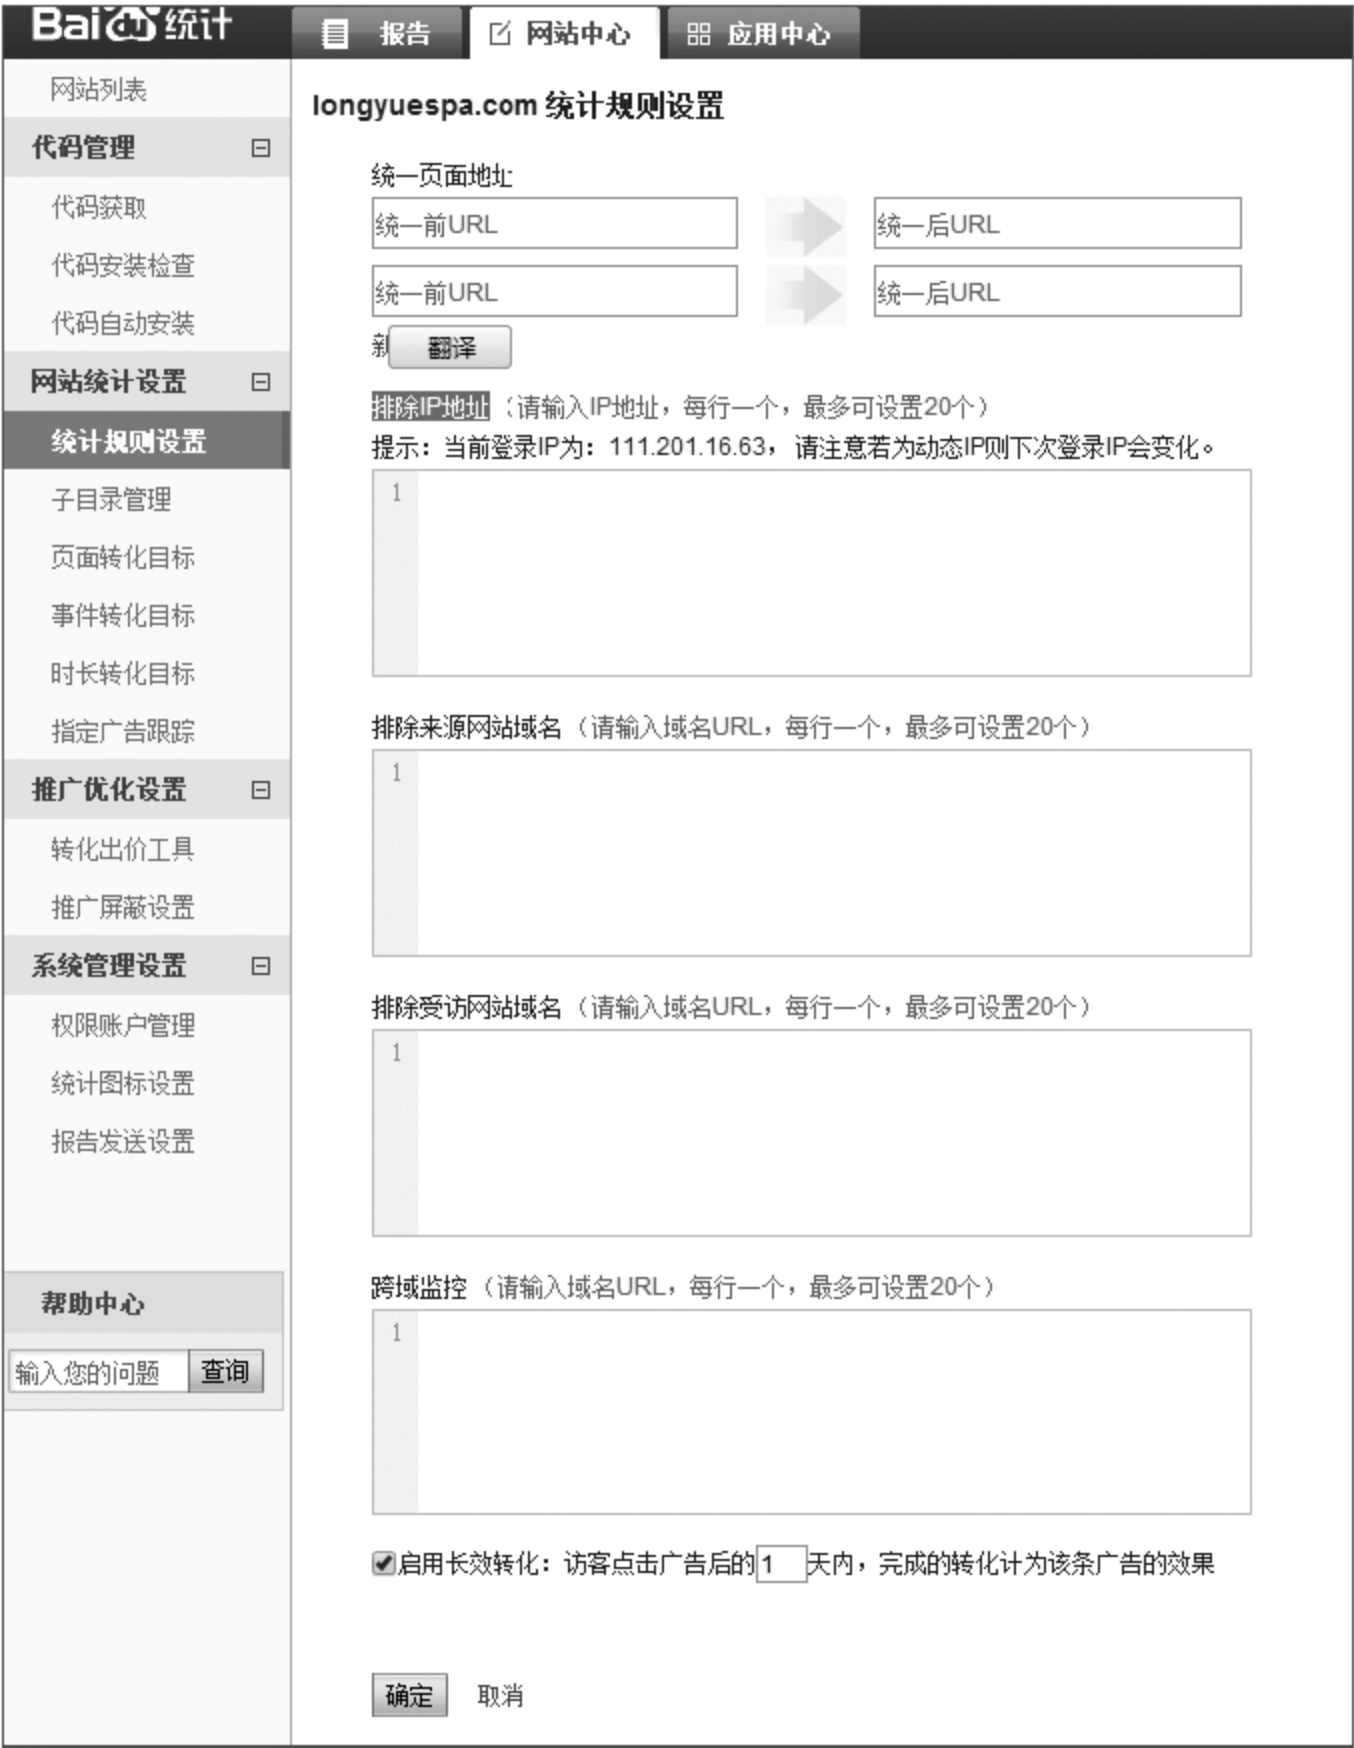 Bai du 统计
报告
网站中心
应用中心
网站列表
代码管理
代码获取
代码安装检查
代码自动安装
网站统计设置
统计规则设置
子目录管理
页面转化目标
事件转化目标
时长转化目标
指定广告跟踪
推广优化设置
转化出价工具
推广屏蔽设置
系统管理设置
权限账户管理
统计图标设置
报告发送设置
帮助中心
输入您的问题 查询
longyuespa.com 统计规则设置
统一页面地址
统一前URL 统一后URL
统一前URL 统一后URL
翻译
排除IP地址（请输入IP地址，每行一个，最多可设置20个）
提示：当前登录IP为：111.201.16.63，请注意若为动态IP则下次登录IP会变化。
1
排除来源网站域名（请输入域名URL，每行一个，最多可设置20个）
1
排除受访网站域名（请输入域名URL，每行一个，最多可设置20个）
1
跨域监控（请输入域名URL，每行一个，最多可设置20个）
1
启用长效转化：访客点击广告后的1天内，完成的转化计为该条广告的效果
确定 取消